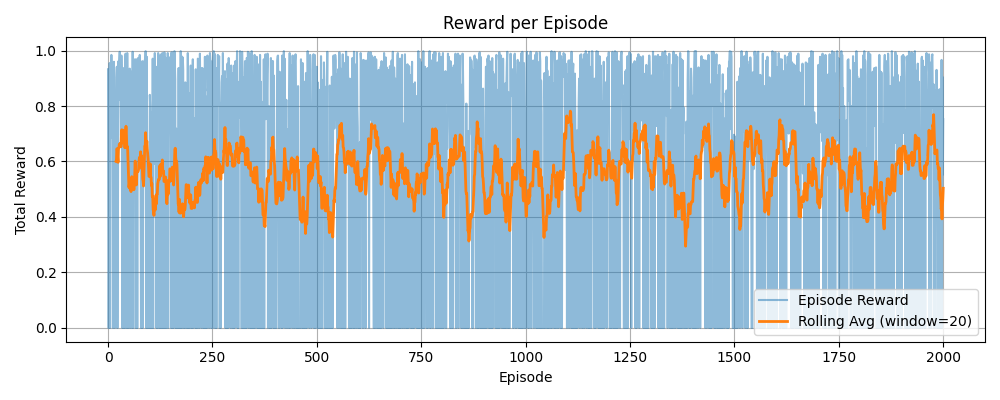 Reward per Episode
Total Reward
1.0
0.8
0.6
0.4
0.2
0.0
Episode Reward
Rolling Avg (window=20)
0 250 500 750 1000 1250 1500 1750 2000
Episode